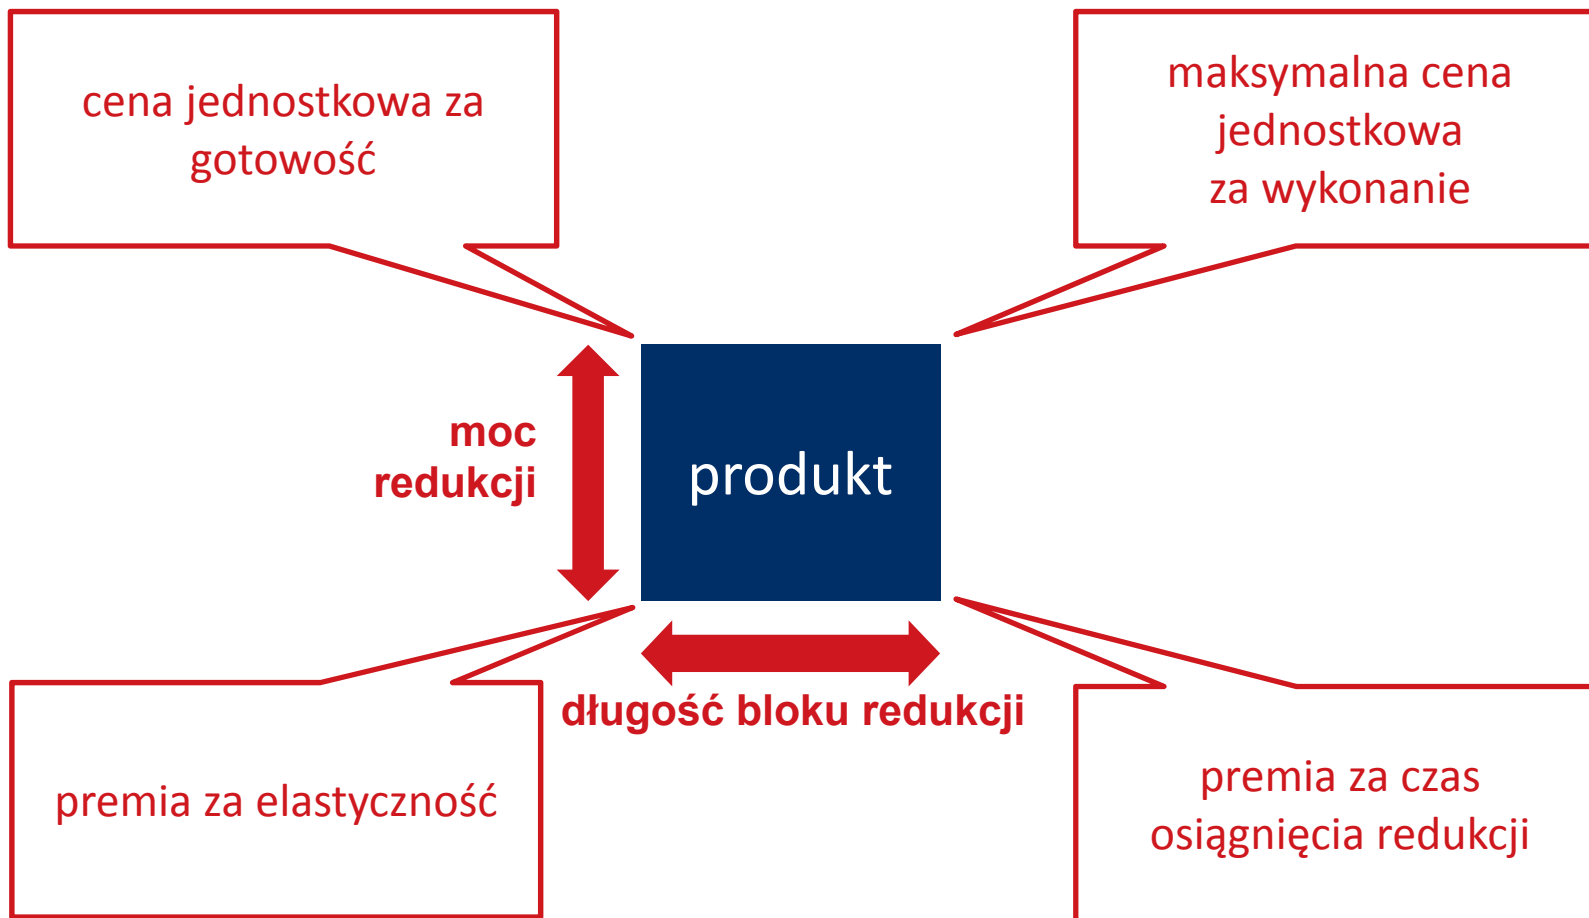 cena jednostkowa za
gotowość
maksymalna cena
jednostkowa
za wykonanie
moc
redukcji
produkt
długość bloku redukcji
premia za elastyczność
premia za czas
osiągnięcia redukcji